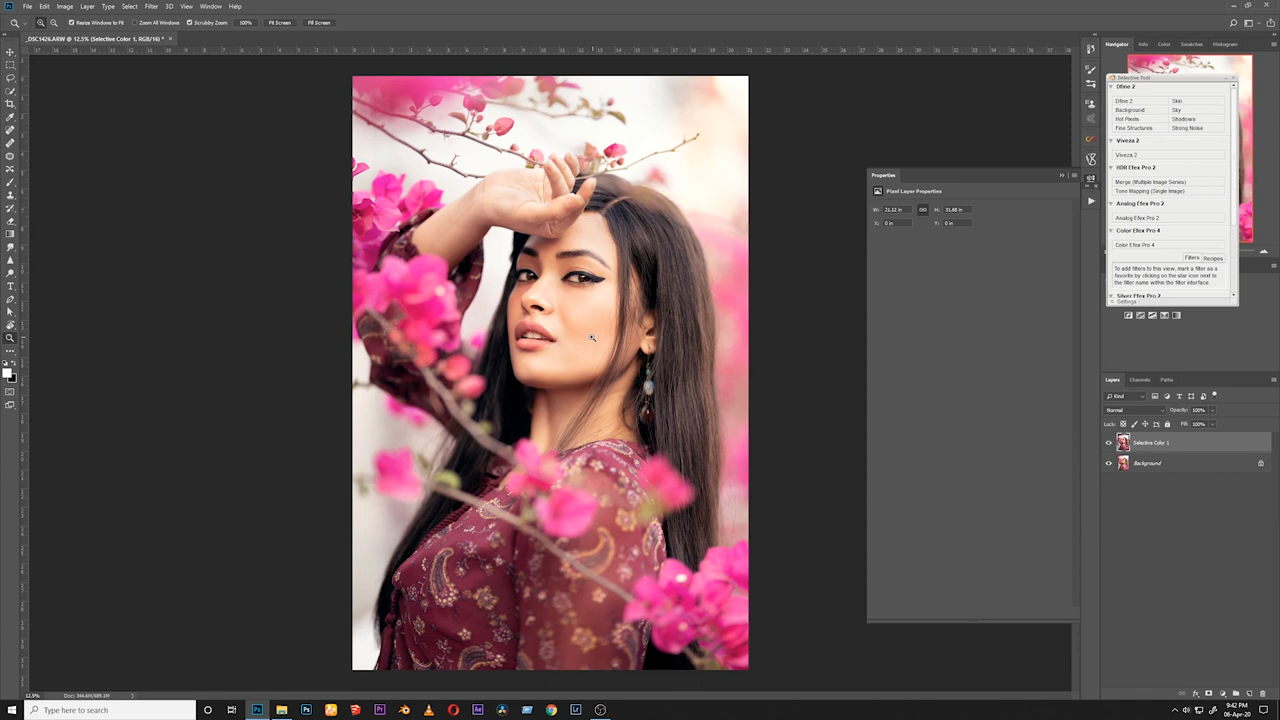 File Edit Image Layer Type Select Filter 3D View Window Help
Resize Windows to Fit Zoom All Windows Scrubby Zoom 100% Fit Screen Fill Screen
_DSC1426.ARW @ 12.5% (Selective Color 1, RGB/16) *
Navigator Info Color Swatches Histogram
Selective Tool
Dfine 2
Dfine 2 Skin
Background Sky
Hot Pixels Shadows
Fine Structures Strong Noise
Viveza 2
Viveza 2
HDR Efex Pro 2
Merge (Multiple Image Series)
Tone Mapping (Single Image)
Analog Efex Pro 2
Analog Efex Pro 2
Color Efex Pro 4
Color Efex Pro 4
Filters Recipes
To add filters to this view, mark a filter as a
favorite by clicking on the star icon next to
the filter name within the filter interface.
Silver Efex Pro 2
Settings
Properties
Pixel Layer Properties
W: 21.12 in H: 31.68 in
X: 0 in Y: 0 in
Layers Channels Paths
Kind
Normal Opacity: 100%
Lock: Fill: 100%
Selective Color 1
Background
12.5% Doc: 344.6M/689.1M
Type here to search
9:42 PM
06-Apr-20